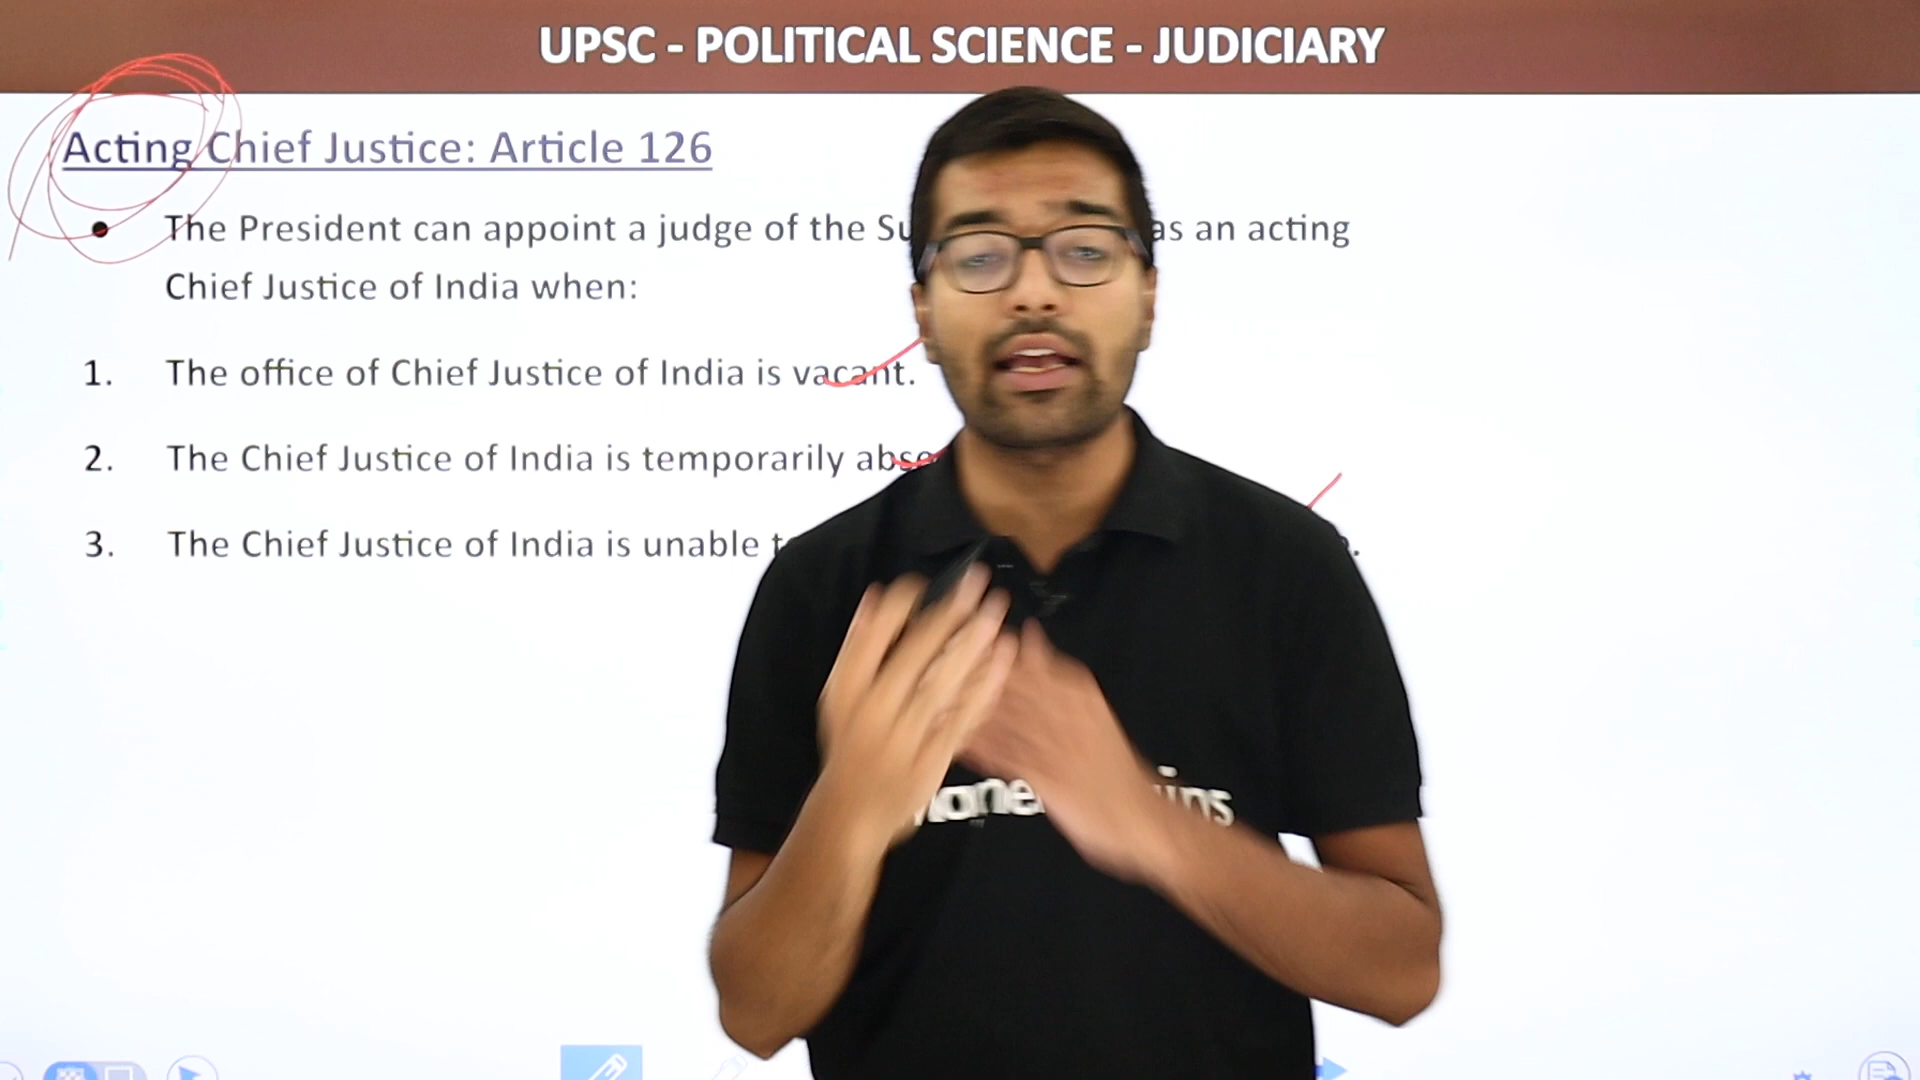 UPSC - POLITICAL SCIENCE - JUDICIARY
Acting Chief Justice: Article 126
The President can appoint a judge of the Su as an acting
Chief Justice of India when:
1. The office of Chief Justice of India is vacant.
2. The Chief Justice of India is temporarily
3. The Chief Justice of India is unable